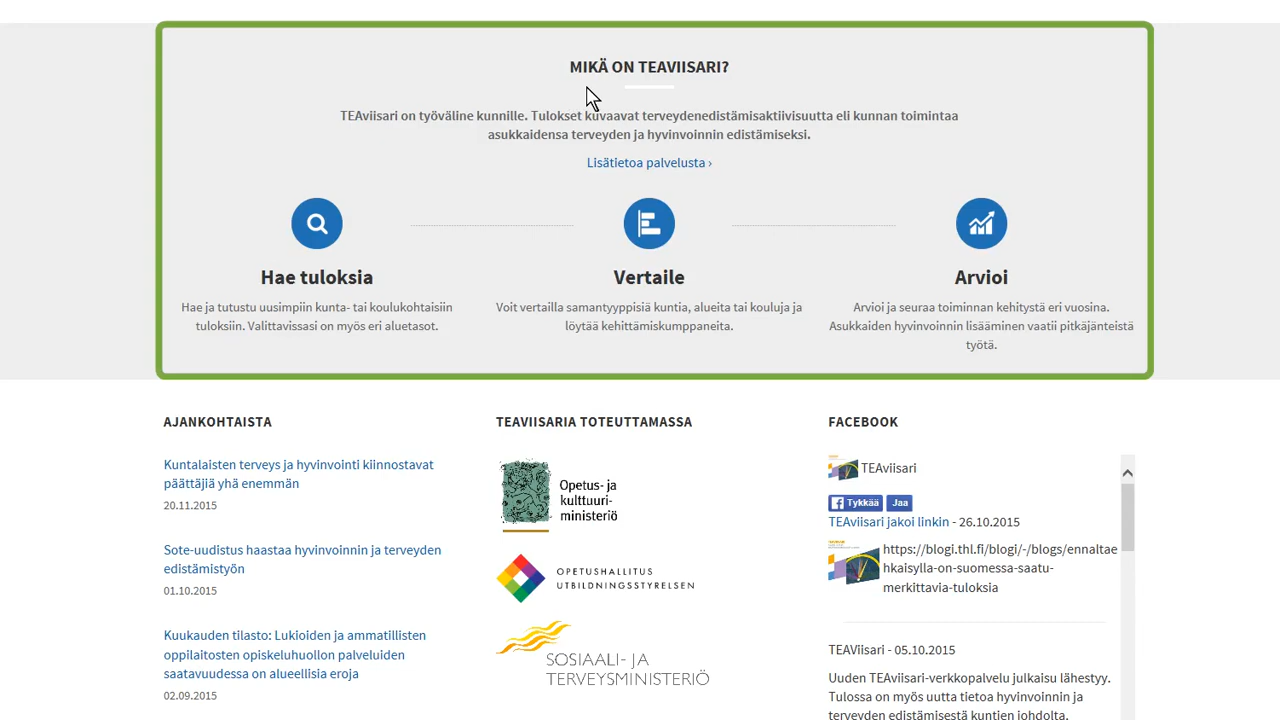 MIKÄ ON TEAVIISARI?
TEAviisari on työväline kunnille. Tulokset kuvaavat terveydenedistämisaktiivisuutta eli kunnan toimintaa
asukkaidensa terveyden ja hyvinvoinnin edistämiseksi.
Lisätietoa palvelusta ›
Hae tuloksia
Hae ja tutustu uusimpiin kunta- tai koulukohtaisiin
tuloksiin. Valittavissasi on myös eri aluetasot.
Vertaile
Voit vertailla samantyyppisiä kuntia, alueita tai kouluja ja
löytää kehittämiskumppaneita.
Arvioi
Arvioi ja seuraa toiminnan kehitystä eri vuosina.
Asukkaiden hyvinvoinnin lisääminen vaatii pitkäjänteistä
työtä.
AJANKOHTAISTA
Kuntalaisten terveys ja hyvinvointi kiinnostavat
päättäjiä yhä enemmän
20.11.2015
Sote-uudistus haastaa hyvinvoinnin ja terveyden
edistämistyön
01.10.2015
Kuukauden tilasto: Lukioiden ja ammatillisten
oppilaitosten opiskeluhuollon palveluiden
saatavuudessa on alueellisia eroja
02.09.2015
TEAVIISARIA TOTEUTTAMASSA
Opetus- ja
kulttuuri-
ministeriö
OPETUSHALLITUS
UTBILDNINGSSTYRELSEN
SOSIAALI- JA
TERVEYSMINISTERIÖ
FACEBOOK
TEAviisari
Tykkää Jaa
TEAviisari jakoi linkin - 26.10.2015
https://blogi.thl.fi/blogi/-/blogs/ennaltae
hkaisylla-on-suomessa-saatu-
merkittavia-tuloksia
TEAviisari - 05.10.2015
Uuden TEAviisari-verkkopalvelu julkaisu lähestyy.
Tulossa on myös uutta tietoa hyvinvoinnin ja
terveyden edistämisestä kuntien johdolta,